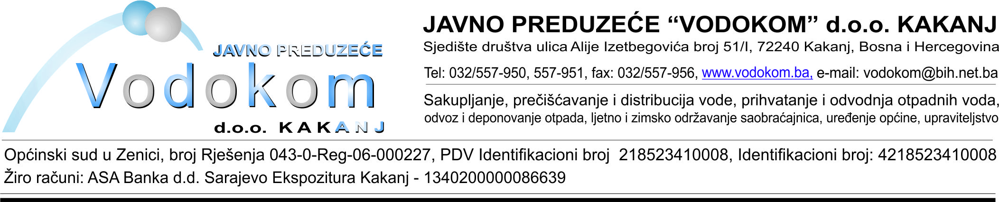 JAVNO PREDUZEĆE
Vodokom
d.o.o. KAKANJ
JAVNO PREDUZEĆE “VODOKOM” d.o.o. KAKANJ
Sjedište društva ulica Alije Izetbegovića broj 51/I, 72240 Kakanj, Bosna i Hercegovina
Tel: 032/557-950, 557-951, fax: 032/557-956, www.vodokom.ba, e-mail: vodokom@bih.net.ba
Sakupljanje, prečišćavanje i distribucija vode, prihvatanje i odvodnja otpadnih voda,
odvoz i deponovanje otpada, ljetno i zimsko održavanje saobraćajnica, uređenje općine, upraviteljstvo
Općinski sud u Zenici, broj Rješenja 043-0-Reg-06-000227, PDV Identifikacioni broj  218523410008, Identifikacioni broj: 4218523410008
Žiro računi: ASA Banka d.d. Sarajevo Ekspozitura Kakanj - 1340200000086639